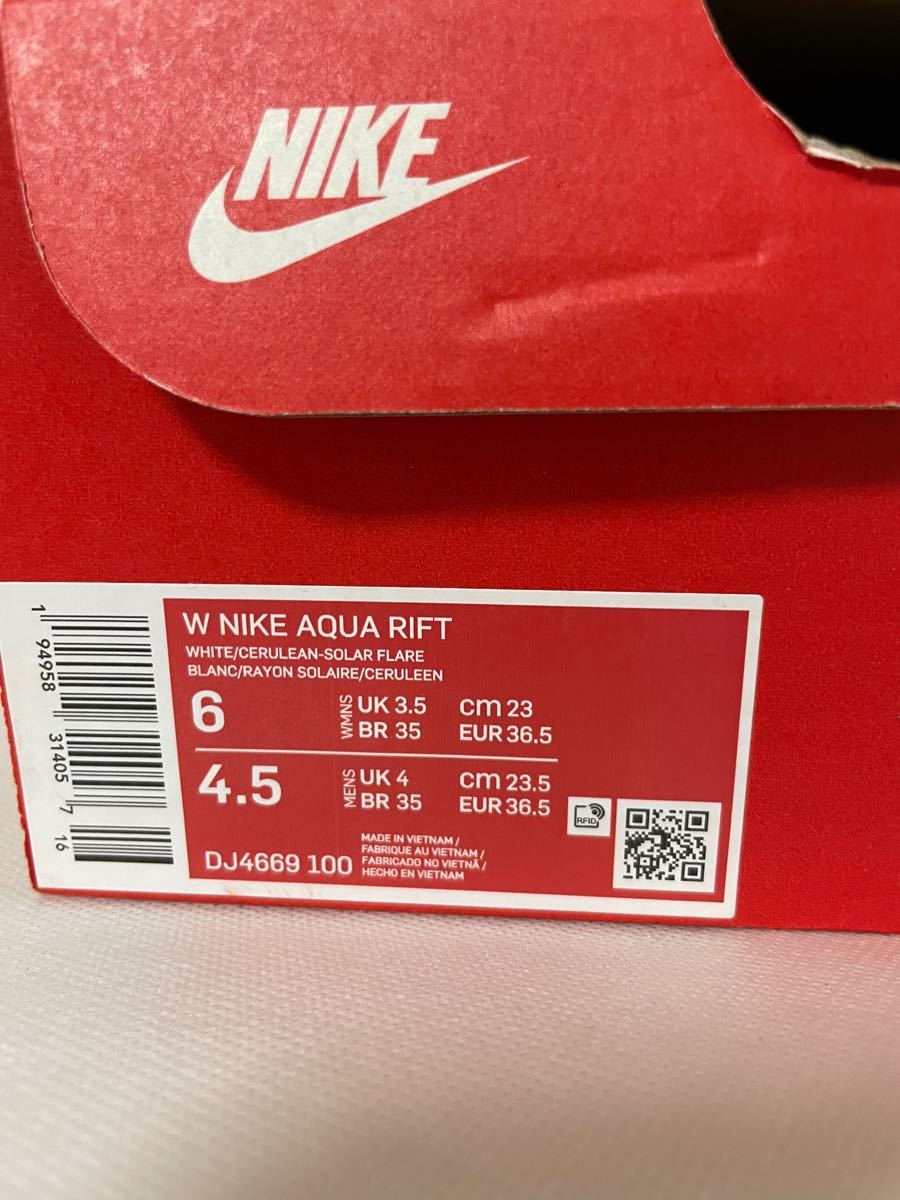 NIKE
W NIKE AQUA RIFT
WHITE/CERULEAN-SOLAR FLARE
BLANC/RAYON SOLAIRE/CERULEEN
6 WMNS UK 3.5 cm 23
BR 35 EUR 36.5
4.5 MENS UK 4 cm 23.5
BR 35 EUR 36.5
DJ4669 100
MADE IN VIETNAM /
FABRIQUE AU VIETNAM /
FABRICADO NO VIETNÃ /
HECHO EN VIETNAM
RFID
1 94958 31405 7 16